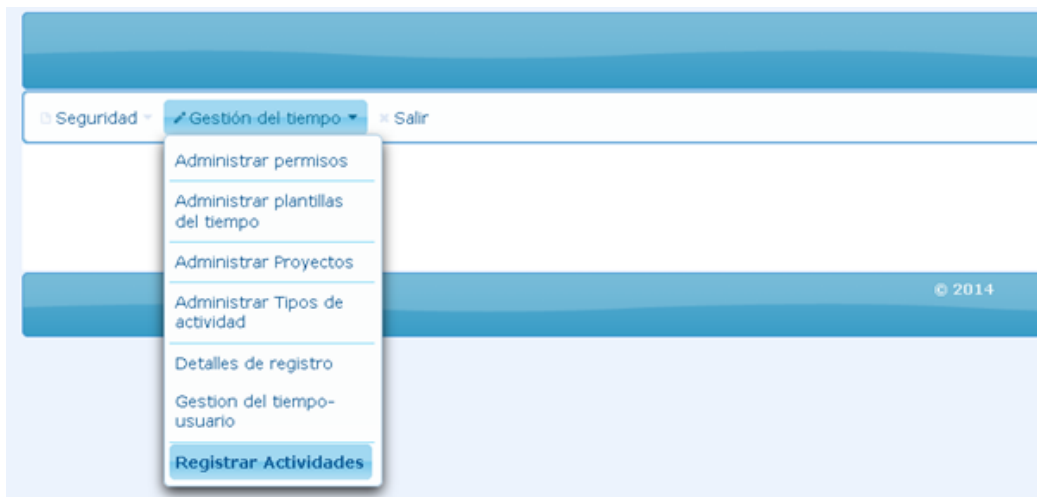 Seguridad Gestión del tiempo Salir
Administrar permisos
Administrar plantillas
del tiempo
Administrar Proyectos
© 2014
Administrar Tipos de
actividad
Detalles de registro
Gestion del tiempo-
usuario
Registrar Actividades